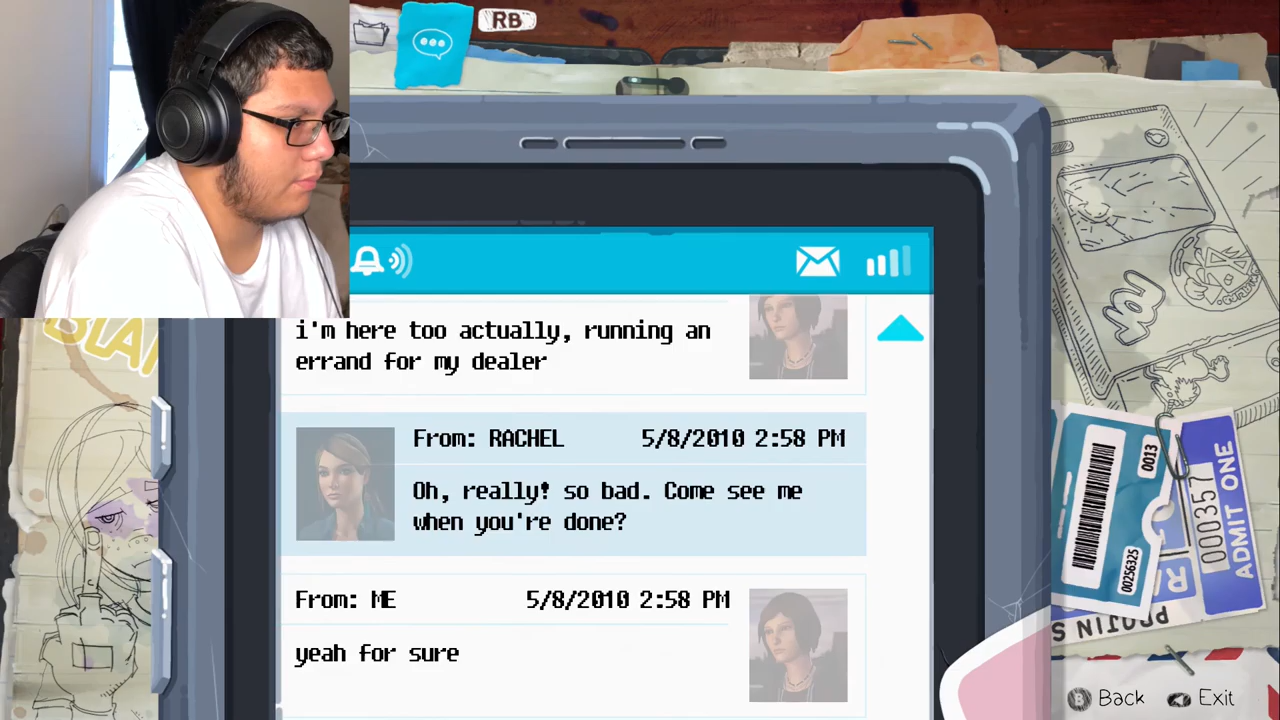 RB
i'm here too actually, running an
errand for my dealer
From: RACHEL 5/8/2010 2:58 PM
Oh, really! so bad. Come see me
when you're done?
From: ME 5/8/2010 2:58 PM
yeah for sure
0013
00256325
000357
ADMIT ONE
B Back
Exit